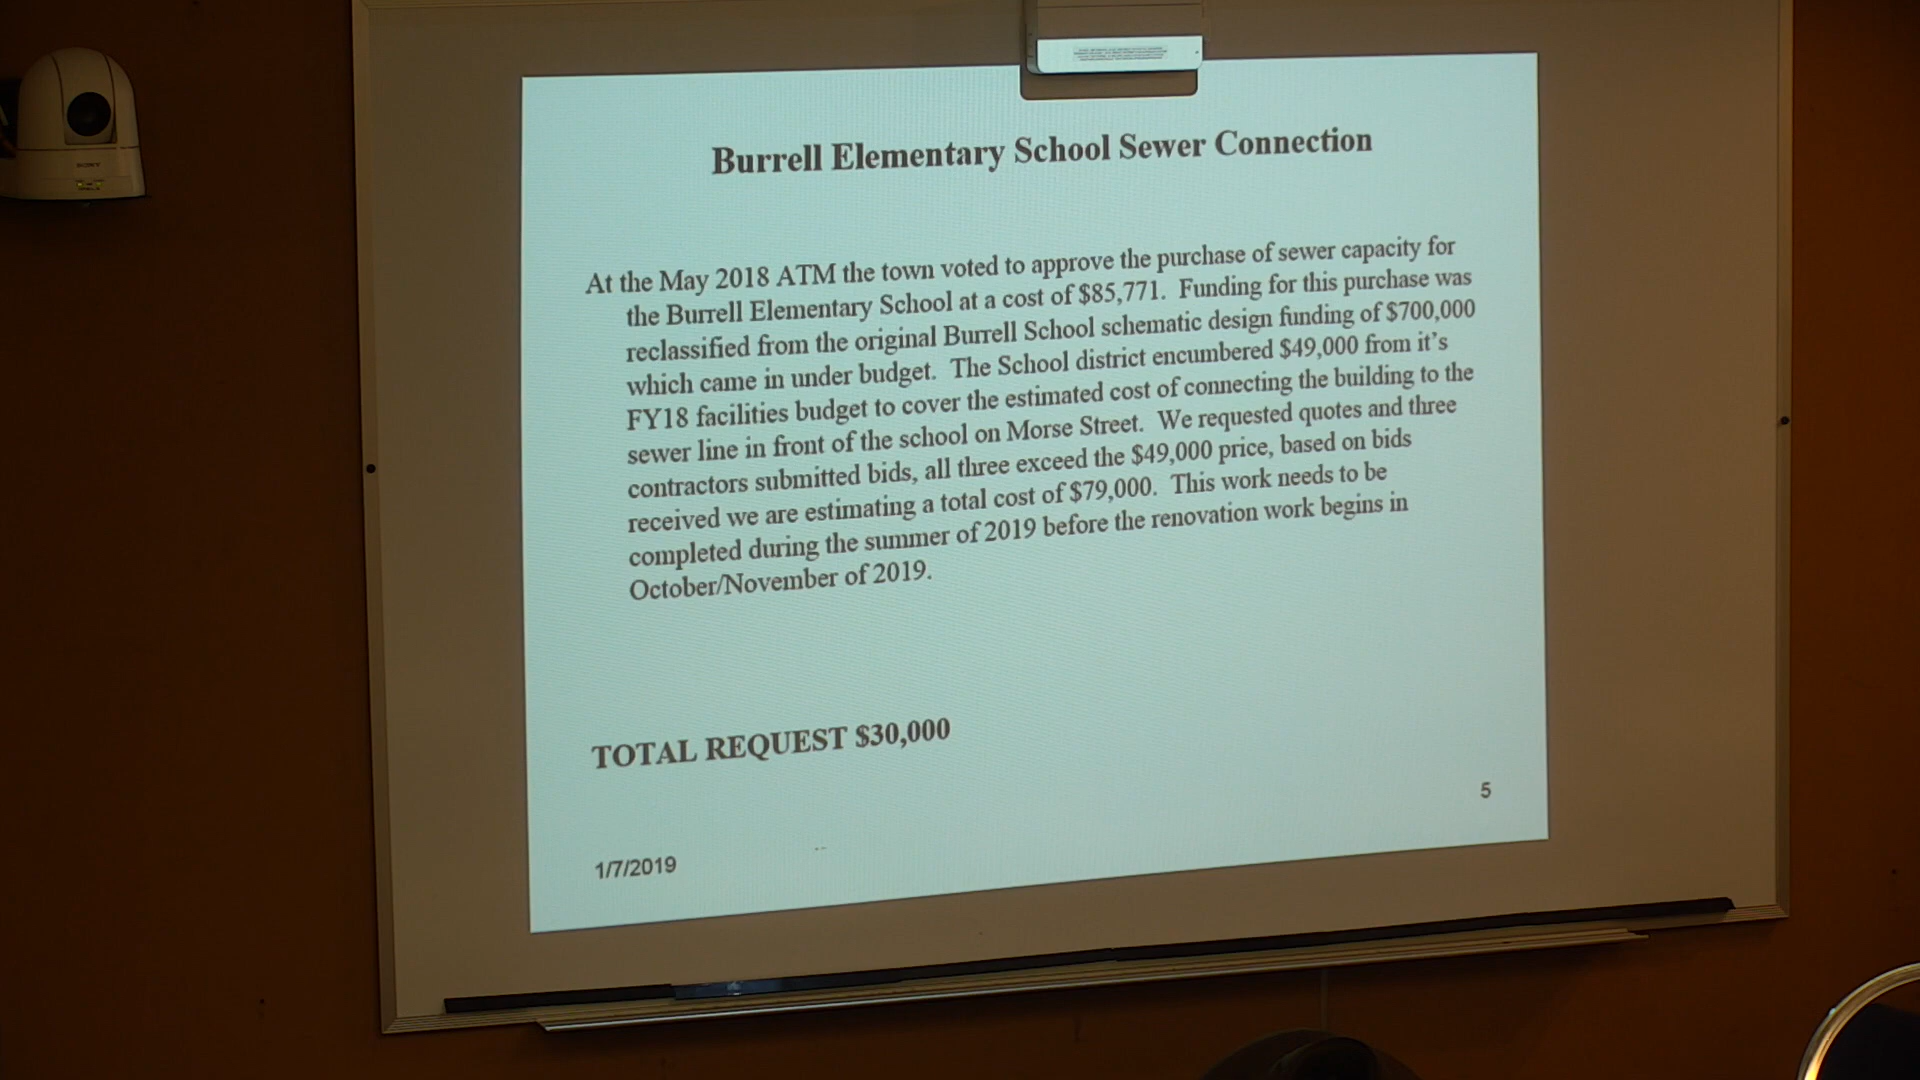 SONY
Burrell Elementary School Sewer Connection
At the May 2018 ATM the town voted to approve the purchase of sewer capacity for
the Burrell Elementary School at a cost of $85,771. Funding for this purchase was
reclassified from the original Burrell School schematic design funding of $700,000
which came in under budget. The School district encumbered $49,000 from it's
FY18 facilities budget to cover the estimated cost of connecting the building to the
sewer line in front of the school on Morse Street. We requested quotes and three
contractors submitted bids, all three exceed the $49,000 price, based on bids
received we are estimating a total cost of $79,000. This work needs to be
completed during the summer of 2019 before the renovation work begins in
October/November of 2019.
TOTAL REQUEST $30,000
5
1/7/2019